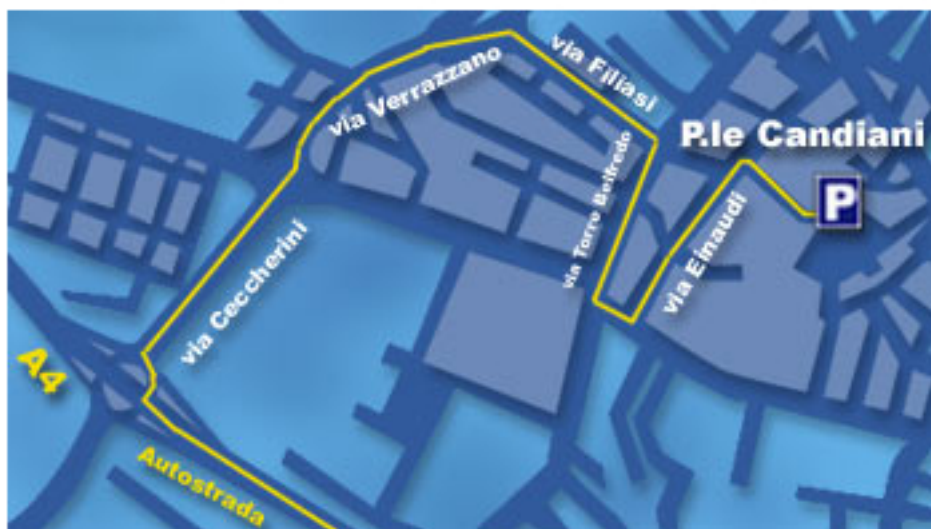 via Verrazzano
via Filiasi
P.le Candiani
P
via Torre Belfredo
via Einaudi
via Ceccherini
A4
Autostrada